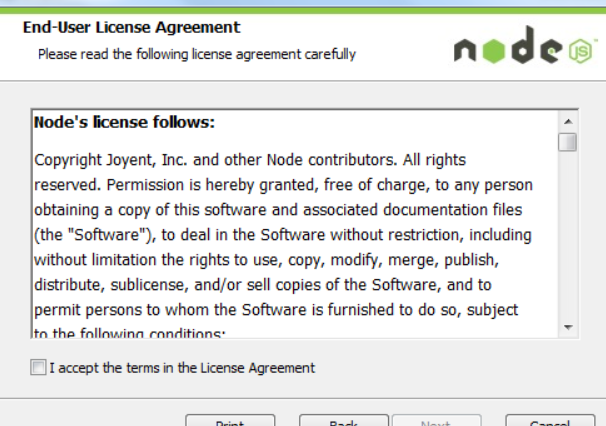 End-User License Agreement
Please read the following license agreement carefully
node JS
Node's license follows:
Copyright Joyent, Inc. and other Node contributors. All rights
reserved. Permission is hereby granted, free of charge, to any person
obtaining a copy of this software and associated documentation files
(the "Software"), to deal in the Software without restriction, including
without limitation the rights to use, copy, modify, merge, publish,
distribute, sublicense, and/or sell copies of the Software, and to
permit persons to whom the Software is furnished to do so, subject
to the following conditions:
I accept the terms in the License Agreement
Print Back Next Cancel